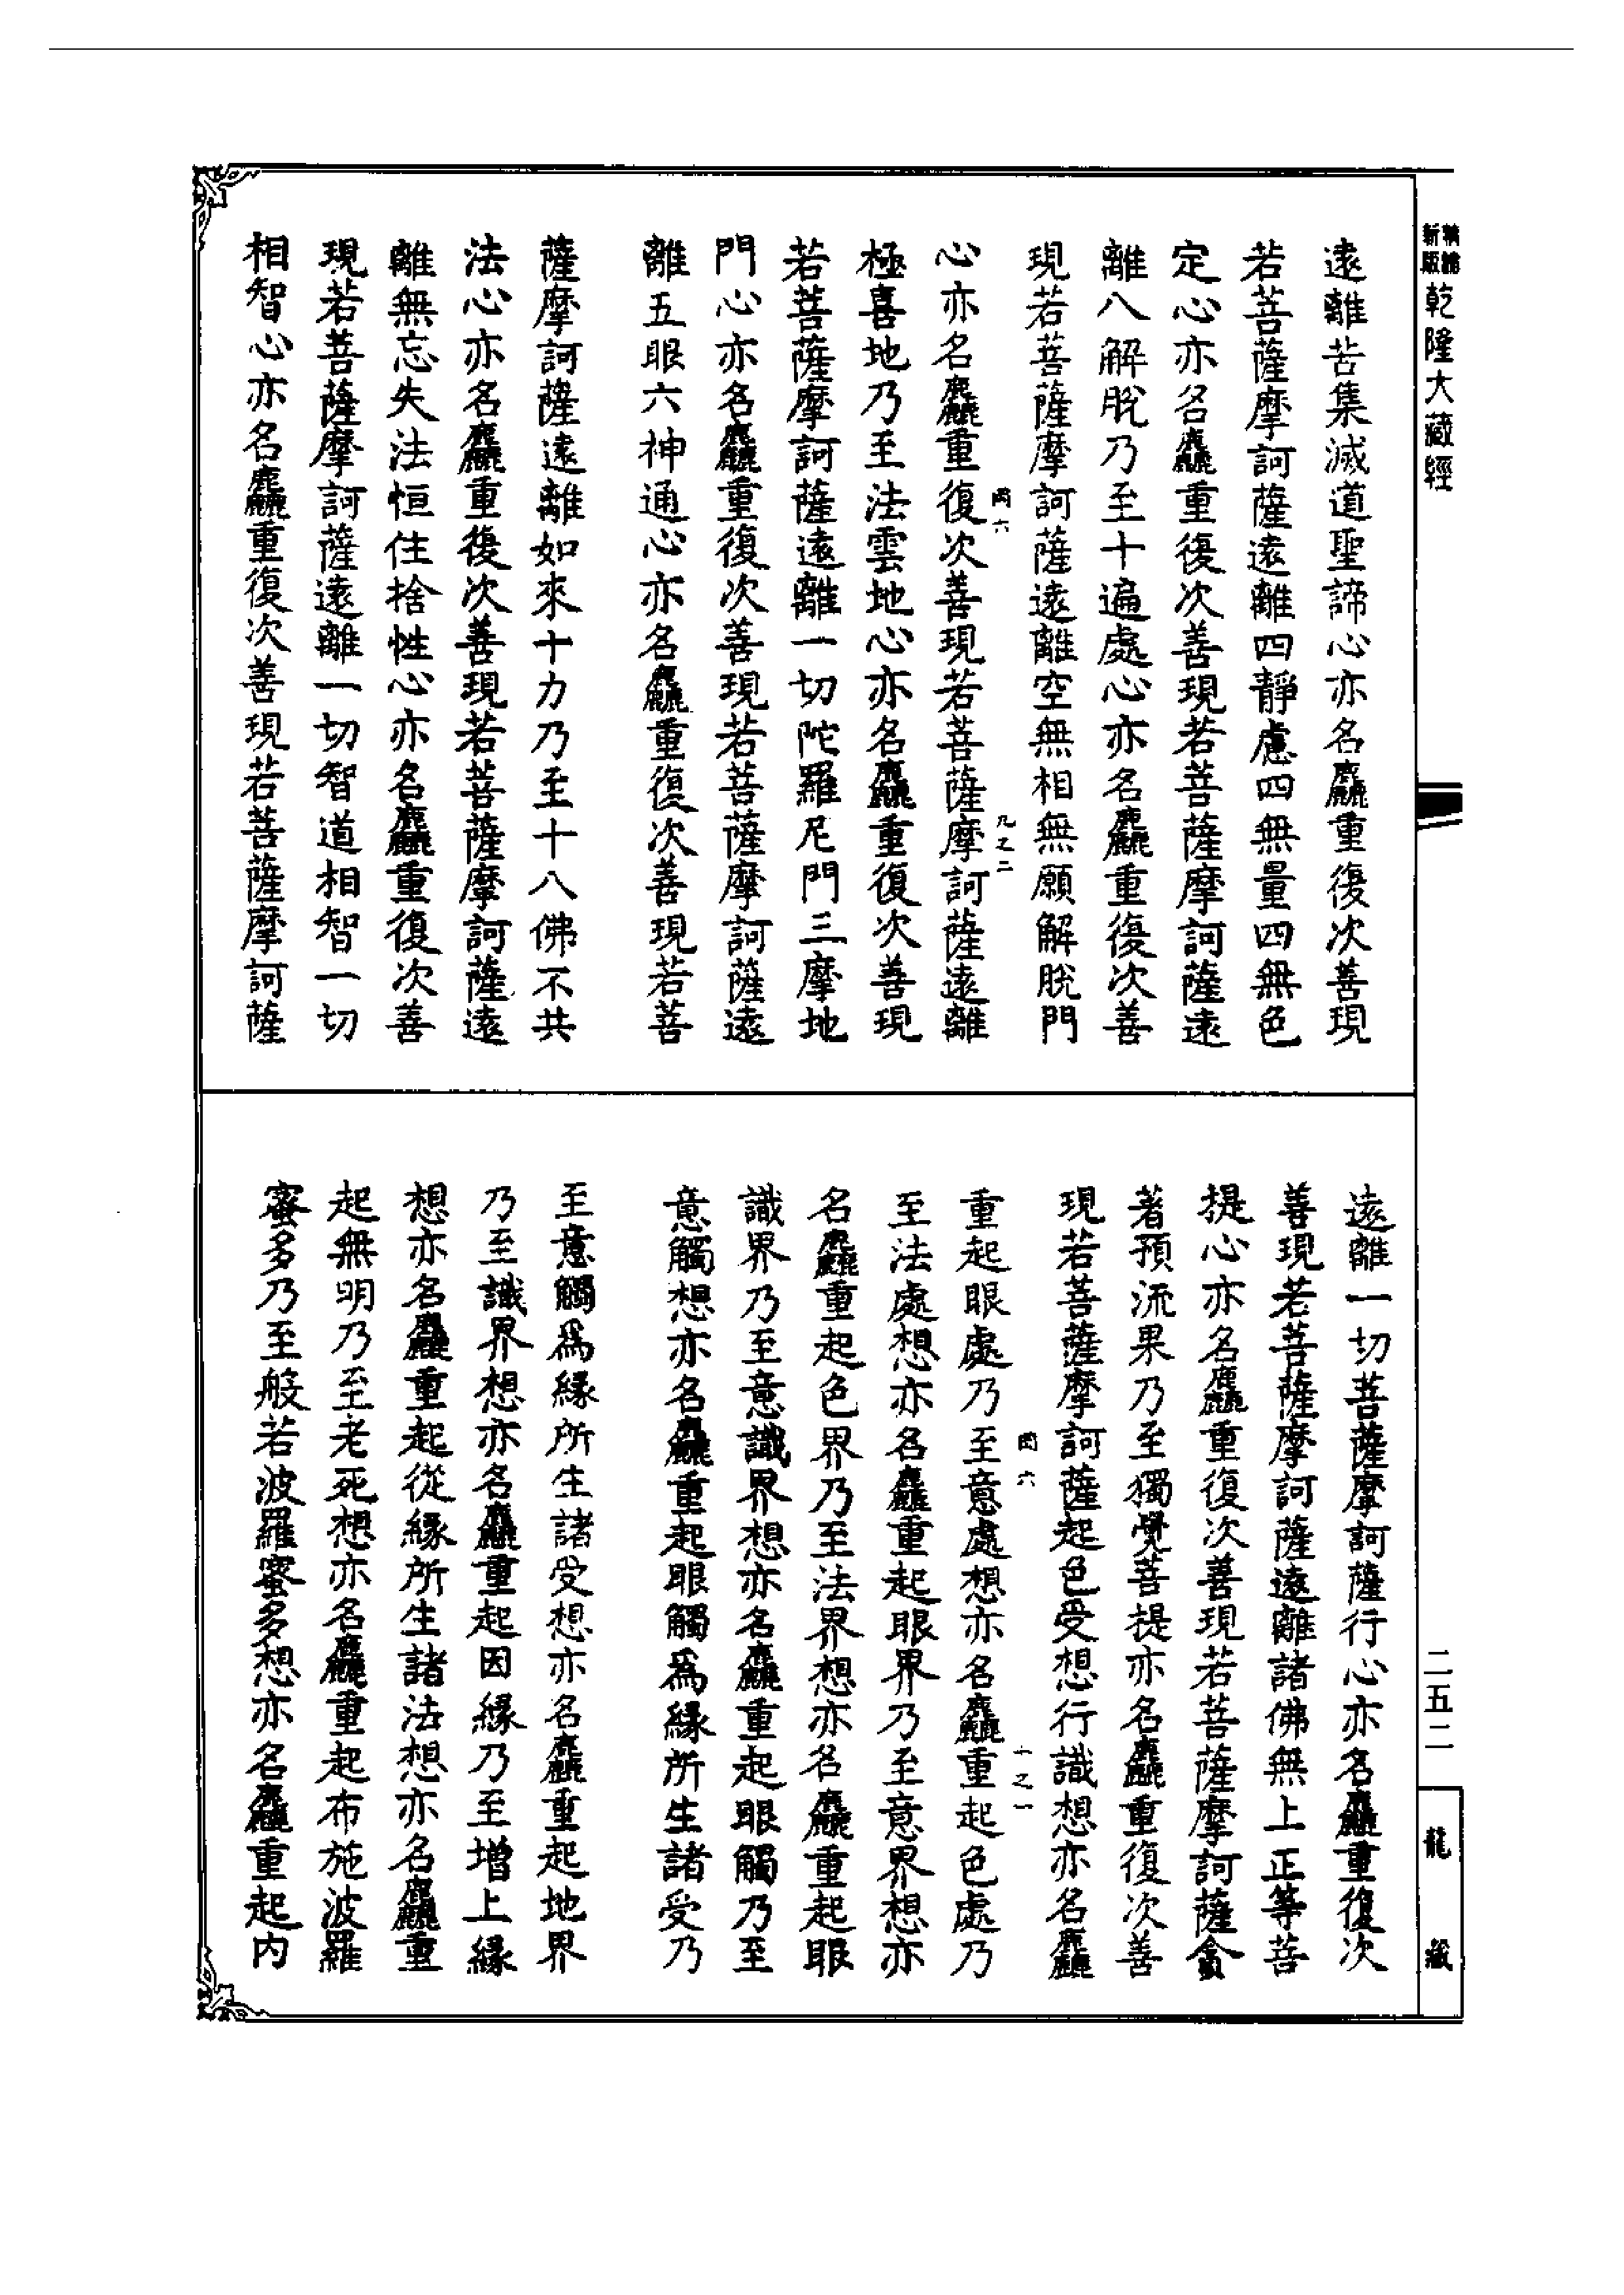 精補
新版
乾隆大藏經
遠離苦集滅道聖諦心亦名麤重復次善現
若菩薩摩訶薩遠離四靜慮四無量四無色
定心亦名麤重復次善現若菩薩摩訶薩遠
離八解脫乃至十遍處心亦名麤重復次善
現若菩薩摩訶薩遠離空無相無願解脫門
心亦名麤重復次善現若菩薩摩訶薩遠離
極喜地乃至法雲地心亦名麤重復次善現
若菩薩摩訶薩遠離一切陀羅尼門三摩地
門心亦名麤重復次善現若菩薩摩訶薩遠
離五眼六神通心亦名麤重復次善現若菩
薩摩訶薩遠離如來十力乃至十八佛不共
法心亦名麤重復次善現若菩薩摩訶薩遠
離無忘失法恒住捨性心亦名麤重復次善
現若菩薩摩訶薩遠離一切智道相智一切
相智心亦名麤重復次善現若菩薩摩訶薩
遠離一切菩薩摩訶薩行心亦名麤重復次
善現若菩薩摩訶薩遠離諸佛無上正等菩
提心亦名麤重復次善現若菩薩摩訶薩貪
著預流果乃至獨覺菩提亦名麤重復次善
現若菩薩摩訶薩起色受想行識想亦名麤
重起眼處乃至意處想亦名麤重起色處乃
至法處想亦名麤重起眼界乃至意界想亦
名麤重起色界乃至法界想亦名麤重起眼
識界乃至意識界想亦名麤重起眼觸乃至
意觸想亦名麤重起眼觸爲緣所生諸受乃
至意觸爲緣所生諸受想亦名麤重起地界
乃至識界想亦名麤重起因緣乃至增上緣
想亦名麤重起從緣所生諸法想亦名麤重
起無明乃至老死想亦名麤重起布施波羅
蜜多乃至般若波羅蜜多想亦名麤重起內
六
九之二
六
十之一
二五二
龍藏